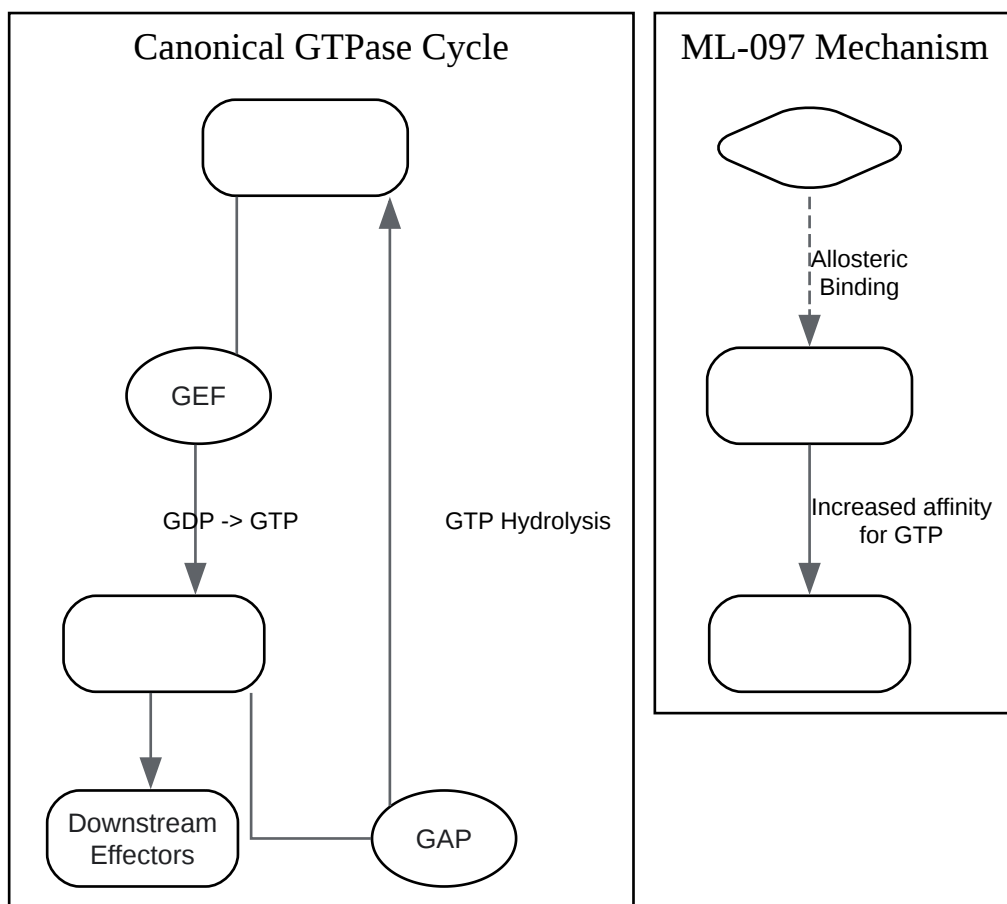 Canonical GTPase Cycle
GEF
GDP -> GTP
GTP Hydrolysis
Downstream
Effectors
GAP
ML-097 Mechanism
Allosteric
Binding
Increased affinity
for GTP